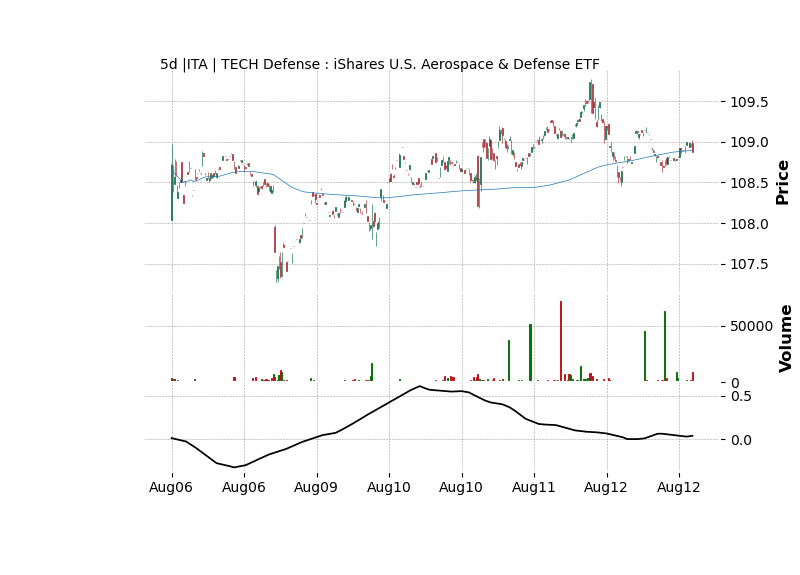 5d |ITA | TECH Defense : iShares U.S. Aerospace & Defense ETF
109.5
109.0
108.5
108.0
107.5
Price
50000
0
Volume
0.5
0.0
Aug06 Aug06 Aug09 Aug10 Aug10 Aug11 Aug12 Aug12